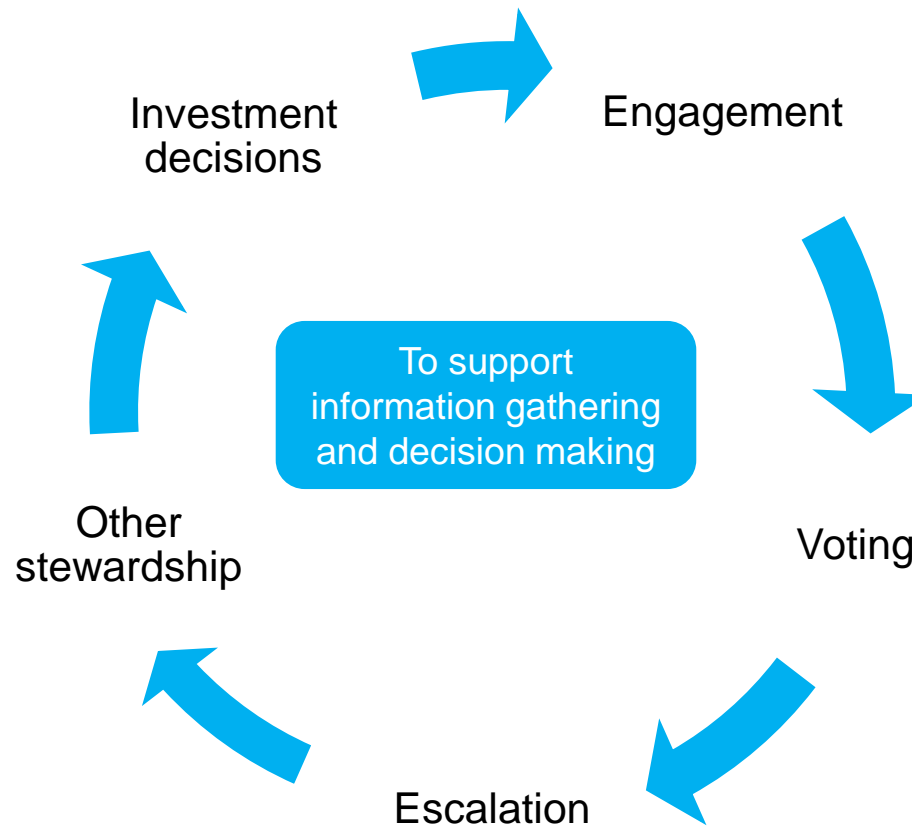 Investment
decisions
Engagement
To support
information gathering
and decision making
Other
stewardship
Voting
Escalation